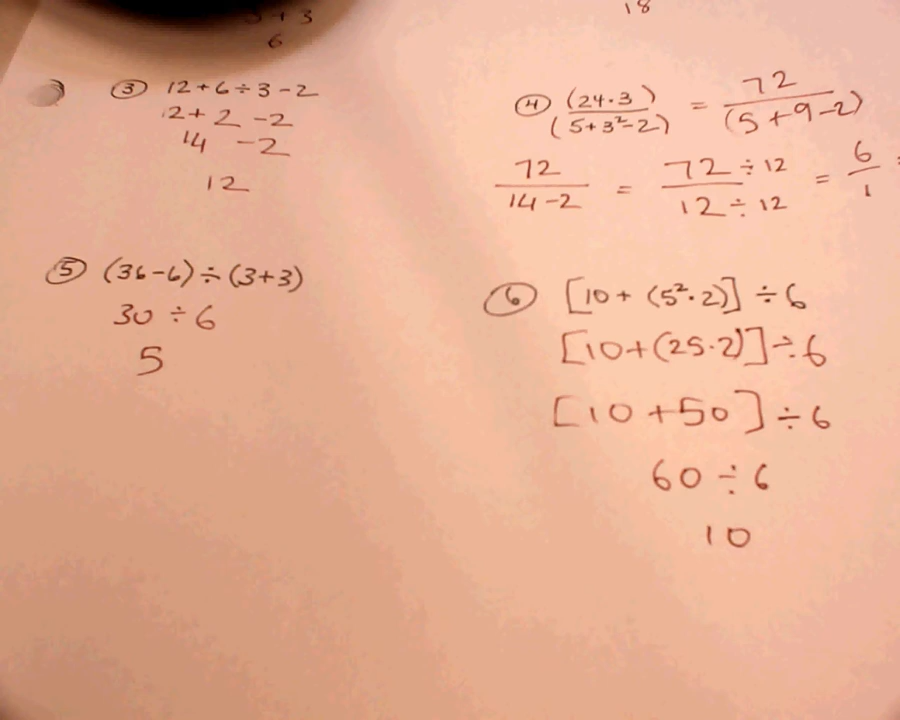 5 + 3
6
18
③ 12 + 6 ÷ 3 - 2
12 + 2 - 2
14 - 2
12
④ (24 · 3) / (5 + 3² - 2) = 72 / (5 + 9 - 2)
72 / 14 - 2 = 72 ÷ 12 / 12 ÷ 12 = 6 / 1
⑤ (36 - 6) ÷ (3 + 3)
30 ÷ 6
5
⑥ [10 + (5² · 2)] ÷ 6
[10 + (25 · 2)] ÷ 6
[10 + 50] ÷ 6
60 ÷ 6
10